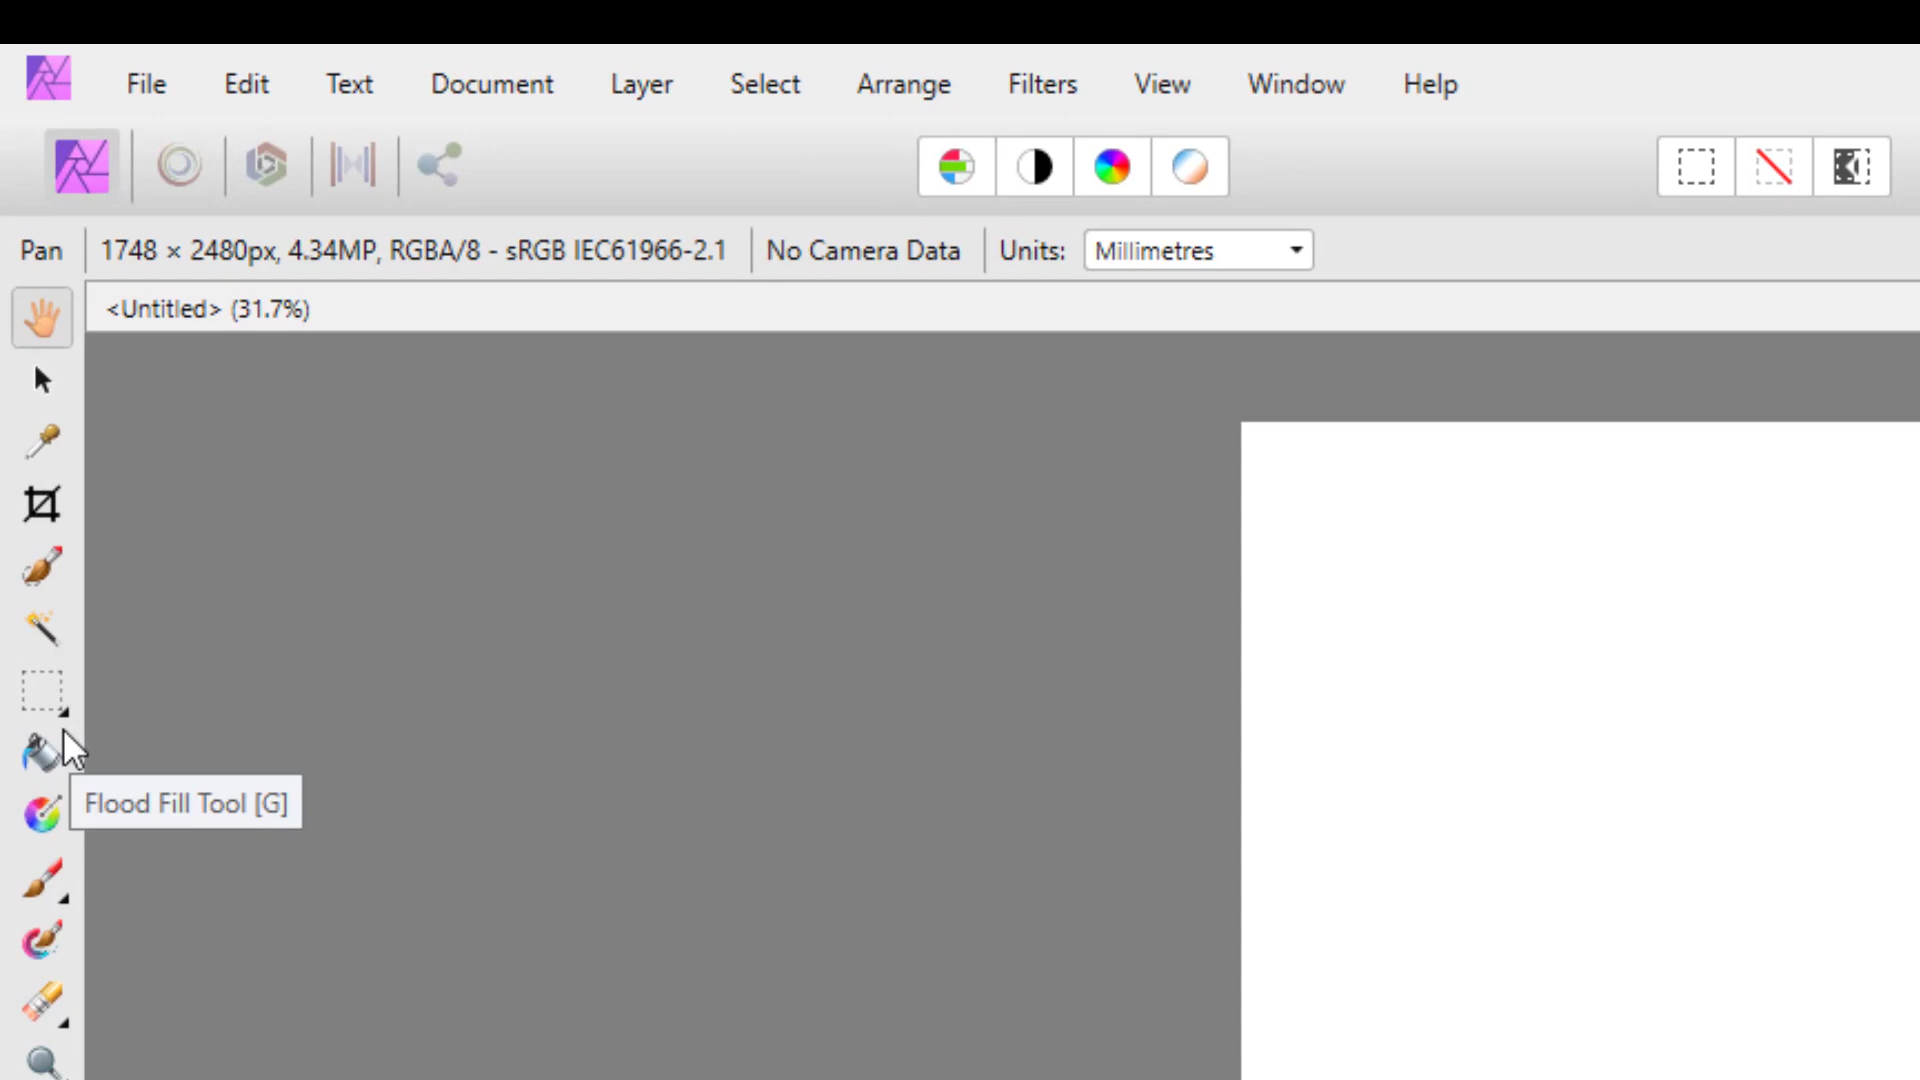 File Edit Text Document Layer Select Arrange Filters View Window Help
Pan 1748 × 2480px, 4.34MP, RGBA/8 - sRGB IEC61966-2.1 No Camera Data Units: Millimetres
<Untitled> (31.7%)
Flood Fill Tool [G]